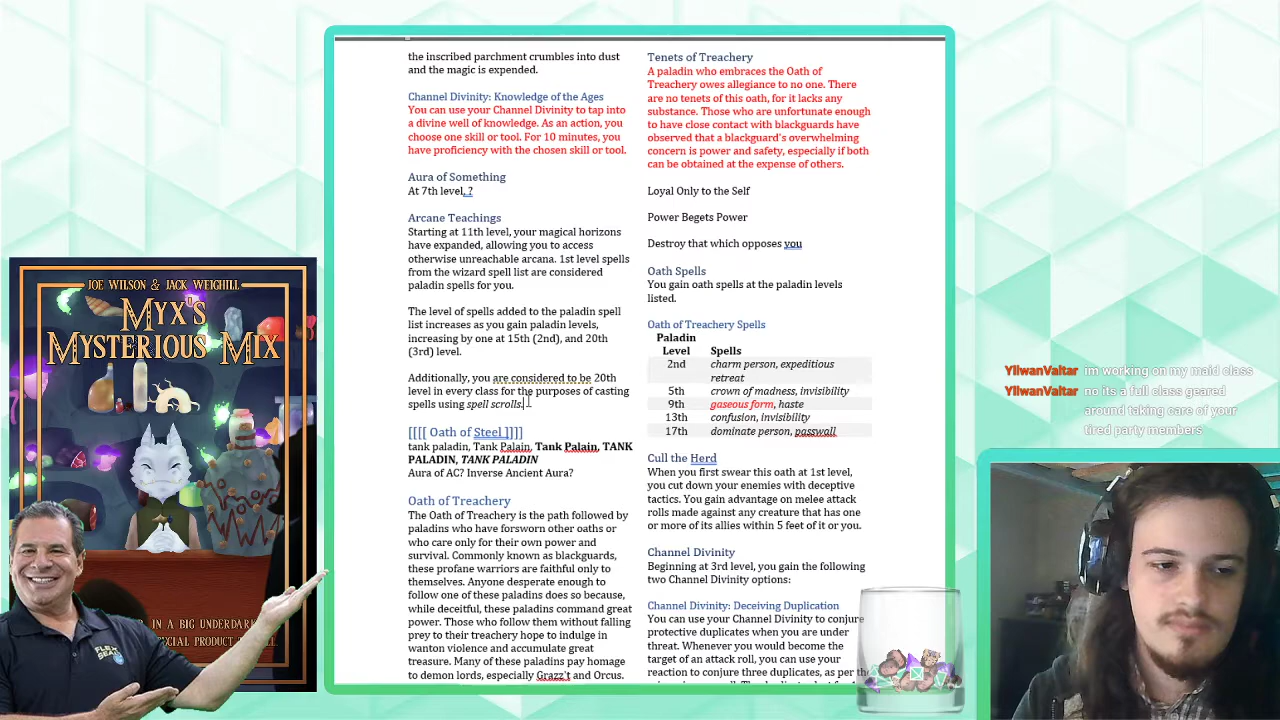 the inscribed parchment crumbles into dust
and the magic is expended.
Channel Divinity: Knowledge of the Ages
You can use your Channel Divinity to tap into
a divine well of knowledge. As an action, you
choose one skill or tool. For 10 minutes, you
have proficiency with the chosen skill or tool.
Aura of Something
At 7th level, ?
Arcane Teachings
Starting at 11th level, your magical horizons
have expanded, allowing you to access
otherwise unreachable arcana. 1st level spells
from the wizard spell list are considered
paladin spells for you.
The level of spells added to the paladin spell
list increases as you gain paladin levels,
increasing by one at 15th (2nd), and 20th
(3rd) level.
Additionally, you are considered to be 20th
level in every class for the purposes of casting
spells using spell scrolls.
[[[[ Oath of Steel ]]]]
tank paladin, Tank Palain, Tank Palain, TANK
PALADIN, TANK PALADIN
Aura of AC? Inverse Ancient Aura?
Oath of Treachery
The Oath of Treachery is the path followed by
paladins who have forsworn other oaths or
who care only for their own power and
survival. Commonly known as blackguards,
these profane warriors are faithful only to
themselves. Anyone desperate enough to
follow one of these paladins does so because,
while deceitful, these paladins command great
power. Those who follow them without falling
prey to their treachery hope to indulge in
wanton violence and accumulate great
treasure. Many of these paladins pay homage
to demon lords, especially Grazz't and Orcus.
Tenets of Treachery
A paladin who embraces the Oath of
Treachery owes allegiance to no one. There
are no tenets of this oath, for it lacks any
substance. Those who are unfortunate enough
to have close contact with blackguards have
observed that a blackguard's overwhelming
concern is power and safety, especially if both
can be obtained at the expense of others.
Loyal Only to the Self
Power Begets Power
Destroy that which opposes you
Oath Spells
You gain oath spells at the paladin levels
listed.
Oath of Treachery Spells
Paladin
Level Spells
2nd charm person, expeditious
retreat
5th crown of madness, invisibility
9th gaseous form, haste
13th confusion, invisibility
17th dominate person, passwall
Cull the Herd
When you first swear this oath at 1st level,
you cut down your enemies with deceptive
tactics. You gain advantage on melee attack
rolls made against any creature that has one
or more of its allies within 5 feet of it or you.
Channel Divinity
Beginning at 3rd level, you gain the following
two Channel Divinity options:
Channel Divinity: Deceiving Duplication
You can use your Channel Divinity to conjure
protective duplicates when you are under
threat. Whenever you would become the
target of an attack roll, you can use your
reaction to conjure three duplicates, as per the
JOE WILSON & JACK WEIGHILL
MYX'S
MYSTERIOUS MIX
IN A BIG UNDERDARK
YllwanValtar im working on my maid class
YllwanValtar no its a full class geared
around taking care of your
tired party members